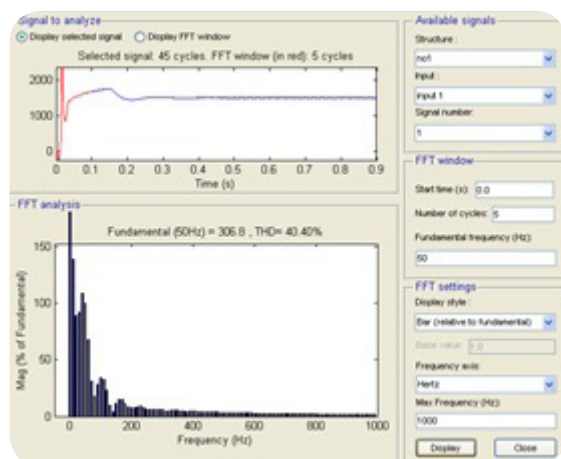 Signal to analyze
Display selected signal Display FFT window
Selected signal: 45 cycles. FFT window (in red): 5 cycles
2000
1000
0
0 0.1 0.2 0.3 0.4 0.5 0.6 0.7 0.8 0.9
Time (s)
FFT analysis
Fundamental (50Hz) = 306.8 , THD= 40.40%
150
100
50
0
Mag (% of Fundamental)
0 200 400 600 800 1000
Frequency (Hz)
Available signals
Structure :
no1
Input :
input 1
Signal number:
1
FFT window
Start time (s): 0.0
Number of cycles: 5
Fundamental frequency (Hz):
50
FFT settings
Display style :
Bar (relative to fundamental)
Base value: 1.0
Frequency axis:
Hertz
Max Frequency (Hz):
1000
Display Close